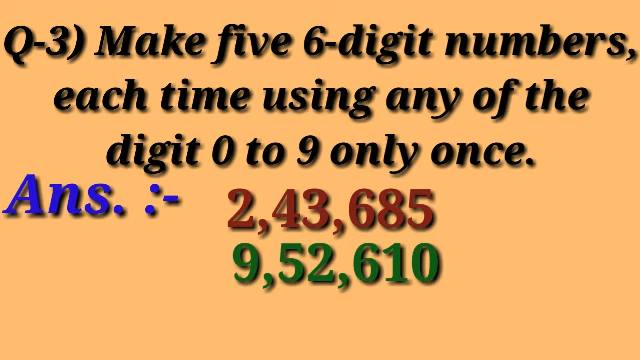 Q-3) Make five 6-digit numbers,
each time using any of the
digit 0 to 9 only once.
Ans. :- 2,43,685
9,52,610